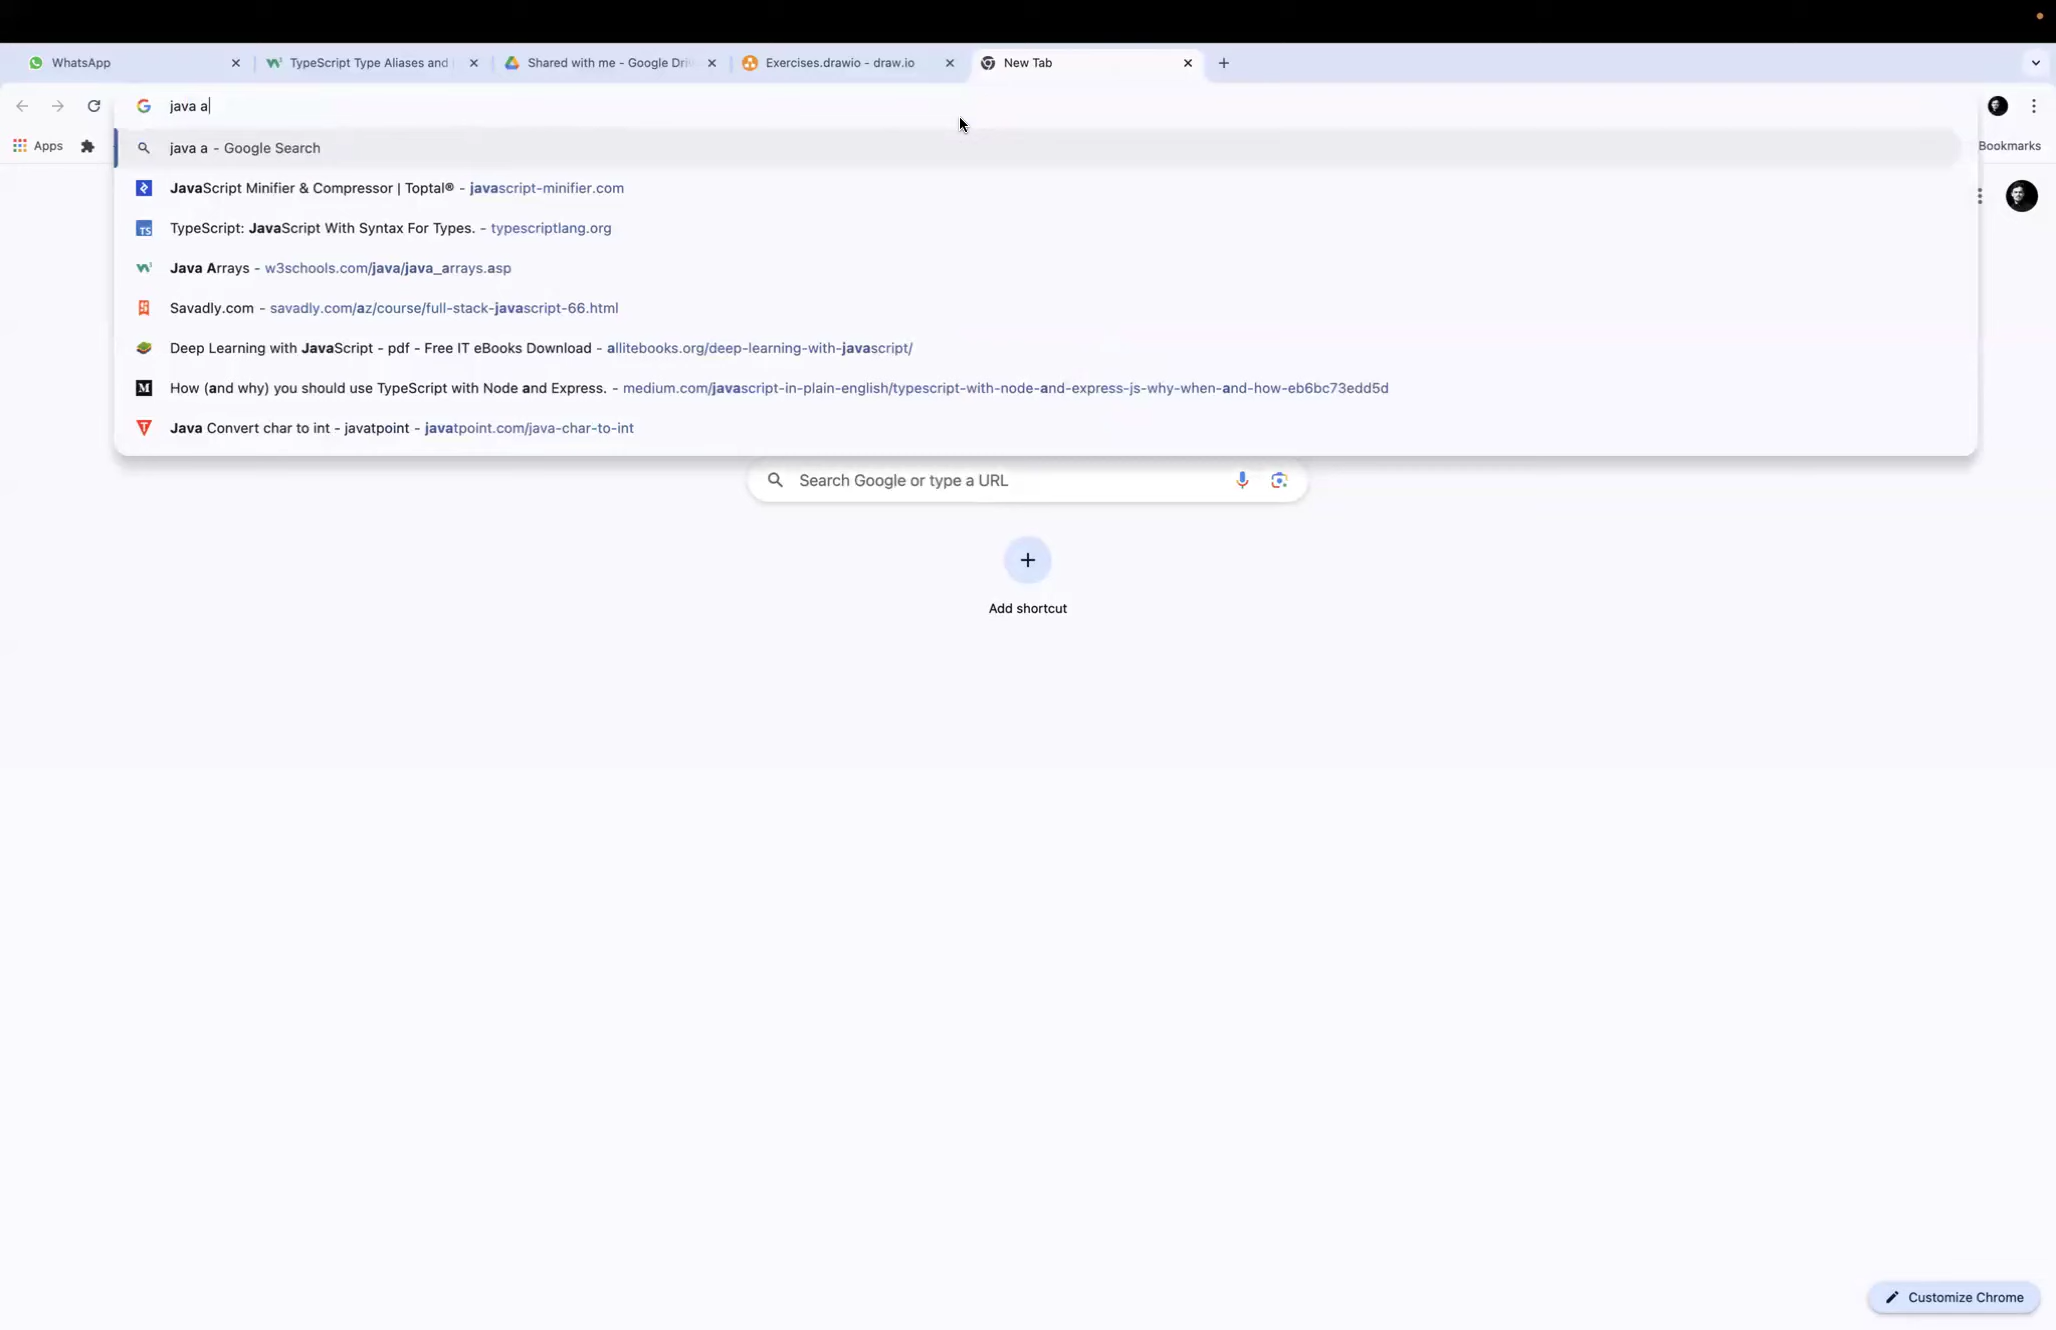 WhatsApp
TypeScript Type Aliases and
Shared with me - Google Dri
Exercises.drawio - draw.io
New Tab
java a
Apps
Bookmarks
java a - Google Search
JavaScript Minifier & Compressor | Toptal® - javascript-minifier.com
TypeScript: JavaScript With Syntax For Types. - typescriptlang.org
Java Arrays - w3schools.com/java/java_arrays.asp
Savadly.com - savadly.com/az/course/full-stack-javascript-66.html
Deep Learning with JavaScript - pdf - Free IT eBooks Download - allitebooks.org/deep-learning-with-javascript/
How (and why) you should use TypeScript with Node and Express. - medium.com/javascript-in-plain-english/typescript-with-node-and-express-js-why-when-and-how-eb6bc73edd5d
Java Convert char to int - javatpoint - javatpoint.com/java-char-to-int
Search Google or type a URL
Add shortcut
Customize Chrome